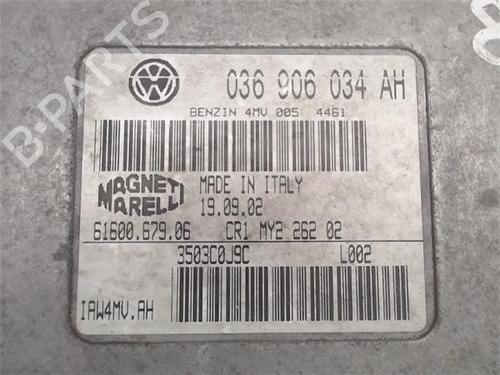 036 906 034 AH
BENZIN 4MV 005 4461
MAGNETI MARELLI
MADE IN ITALY
19.09.02
61600.679.06 CR1 MY2 262 02
3503C0J9C L002
IAW4MV.AH
B-PARTS
8